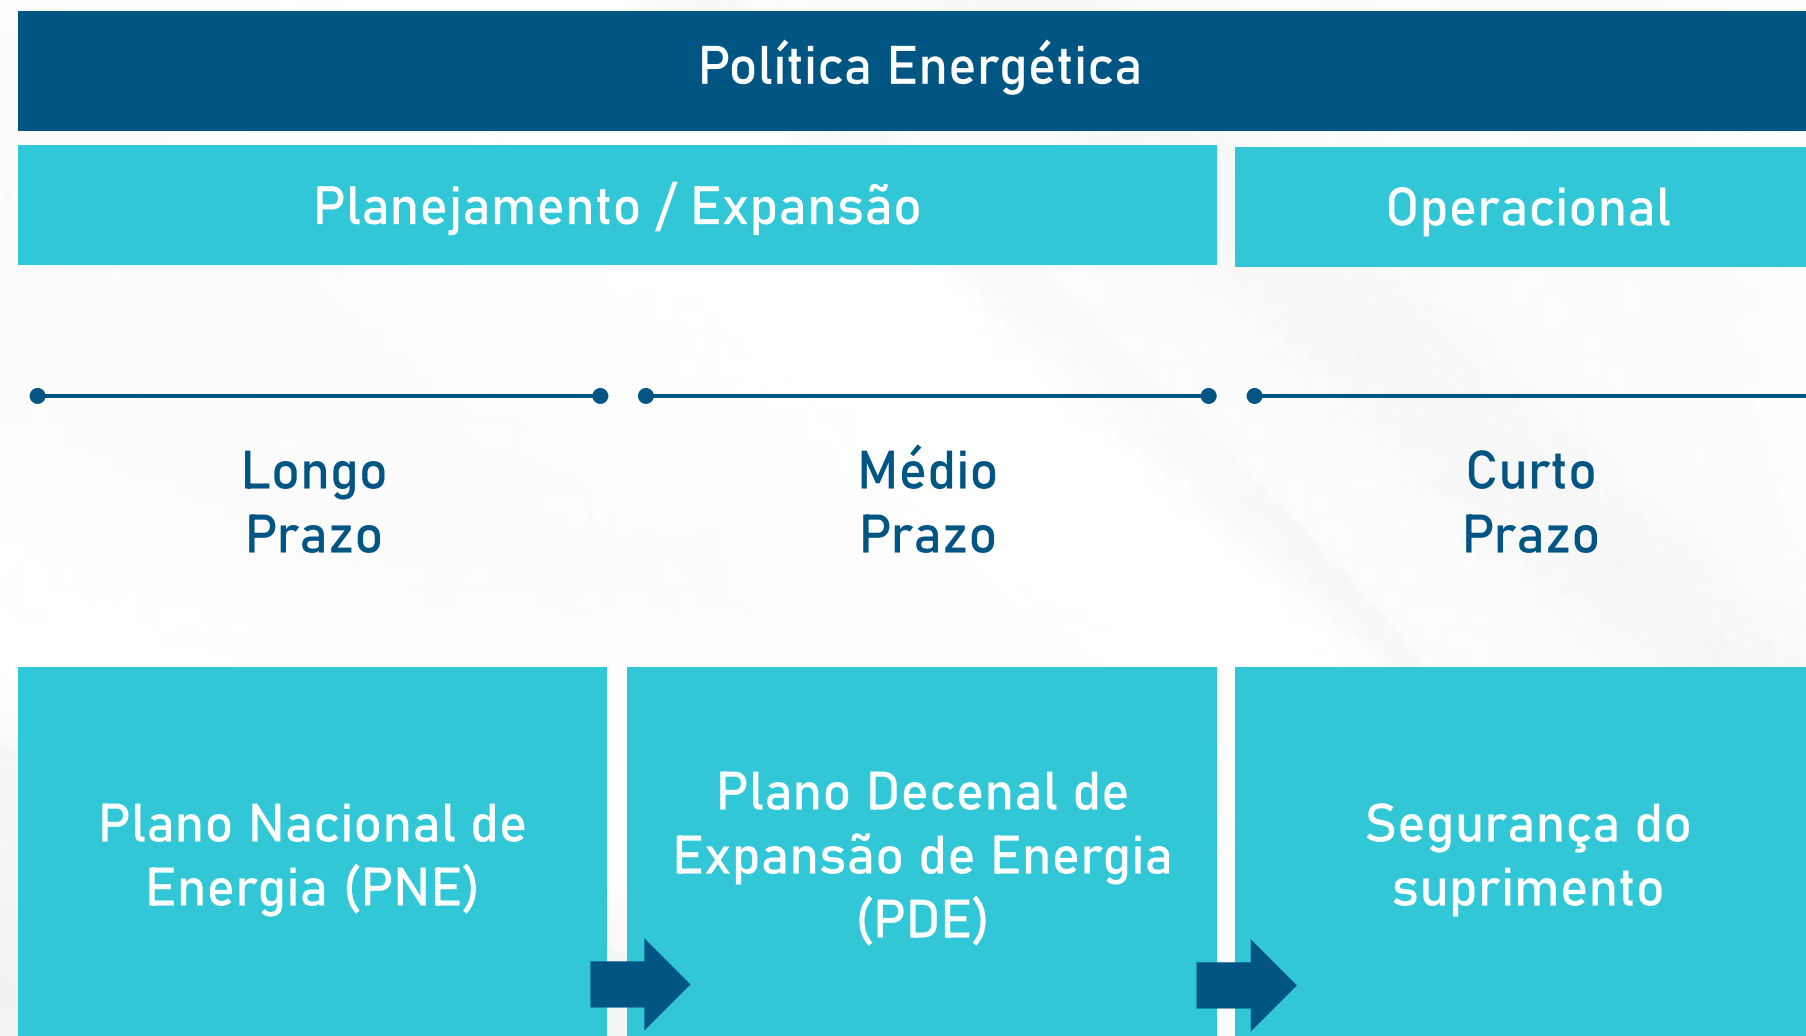 Política Energética
Planejamento / Expansão
Operacional
Longo
Prazo
Médio
Prazo
Curto
Prazo
Plano Nacional de
Energia (PNE)
Plano Decenal de
Expansão de Energia
(PDE)
Segurança do
suprimento